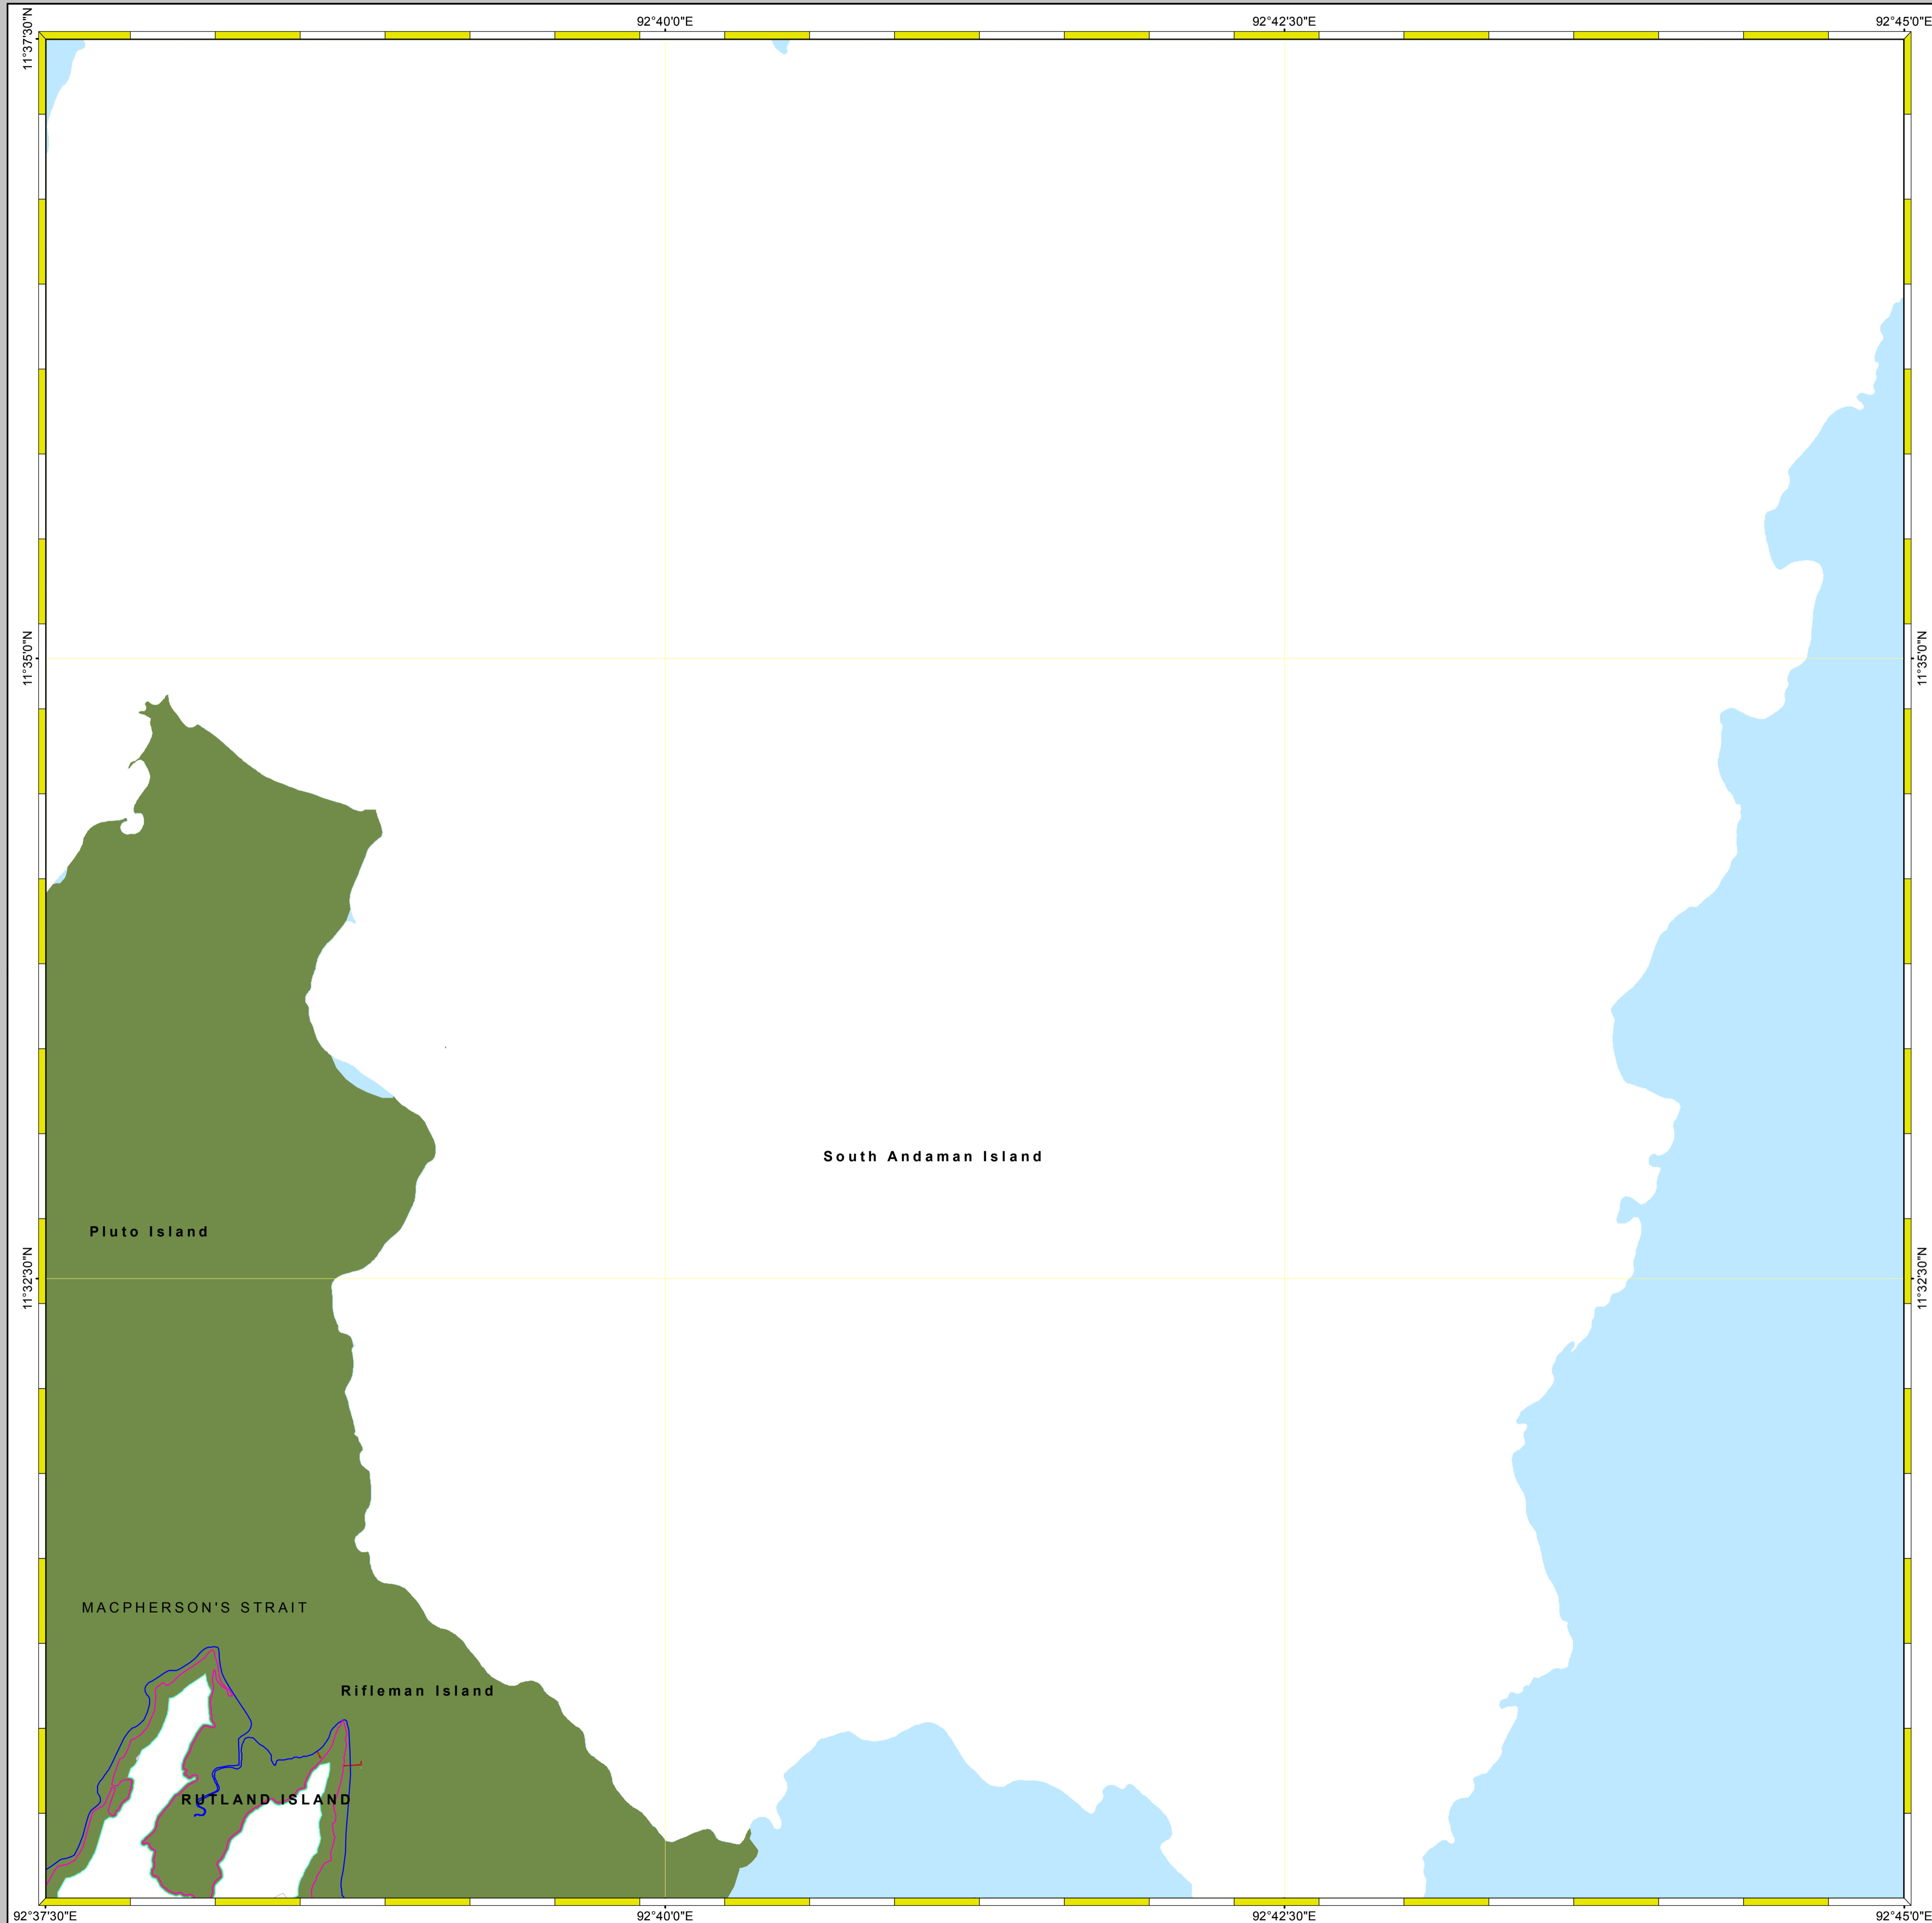 92°40'0"E
92°42'30"E
92°45'0"E
11°37'30"N
11°35'0"N
11°35'0"N
South Andaman Island
Pluto Island
11°32'30"N
11°32'30"N
MACPHERSON'S STRAIT
Rifleman Island
RUTLAND ISLAND
92°37'30"E
92°40'0"E
92°42'30"E
92°45'0"E